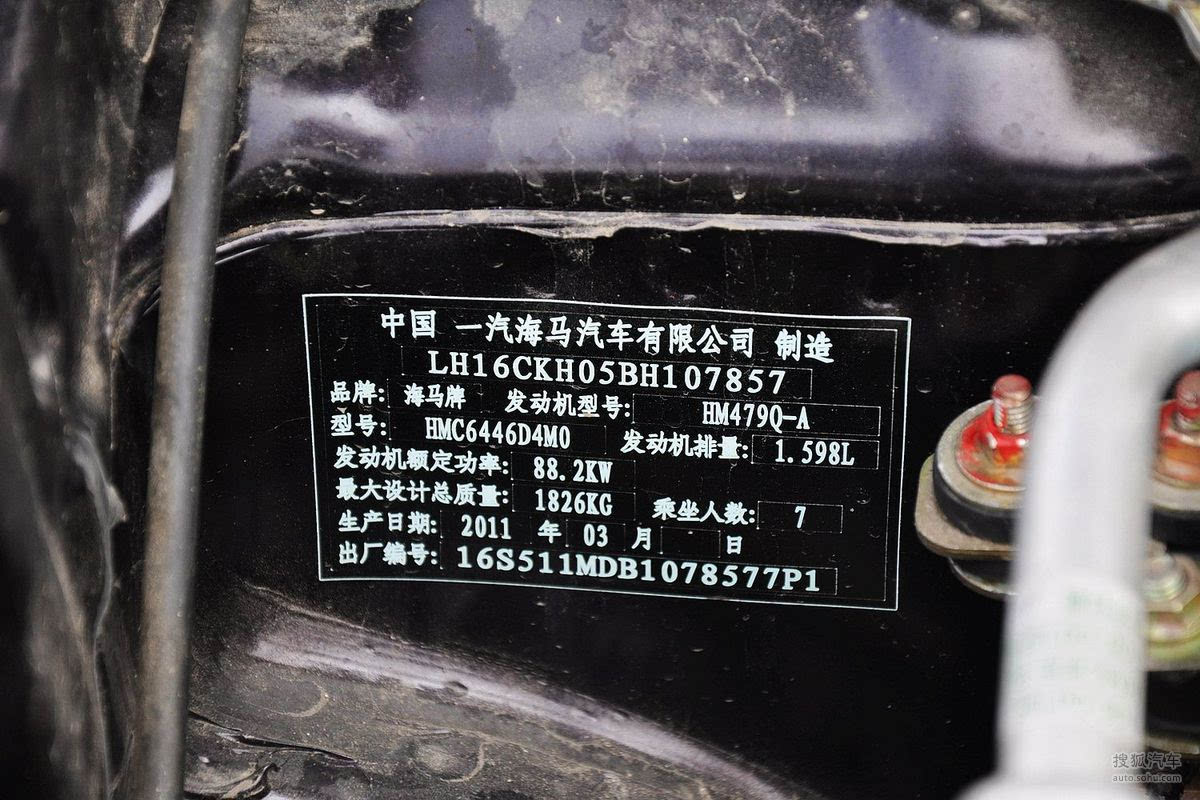 中国 一汽海马汽车有限公司 制造
LH16CKH05BH107857
品牌: 海马牌 发动机型号: HM479Q-A
型号: HMC6446D4M0 发动机排量: 1.598L
发动机额定功率: 88.2KW
最大设计总质量: 1826KG 乘坐人数: 7
生产日期: 2011 年 03 月 日
出厂编号: 16S511MDB1078577P1
搜狐汽车
auto.sohu.com